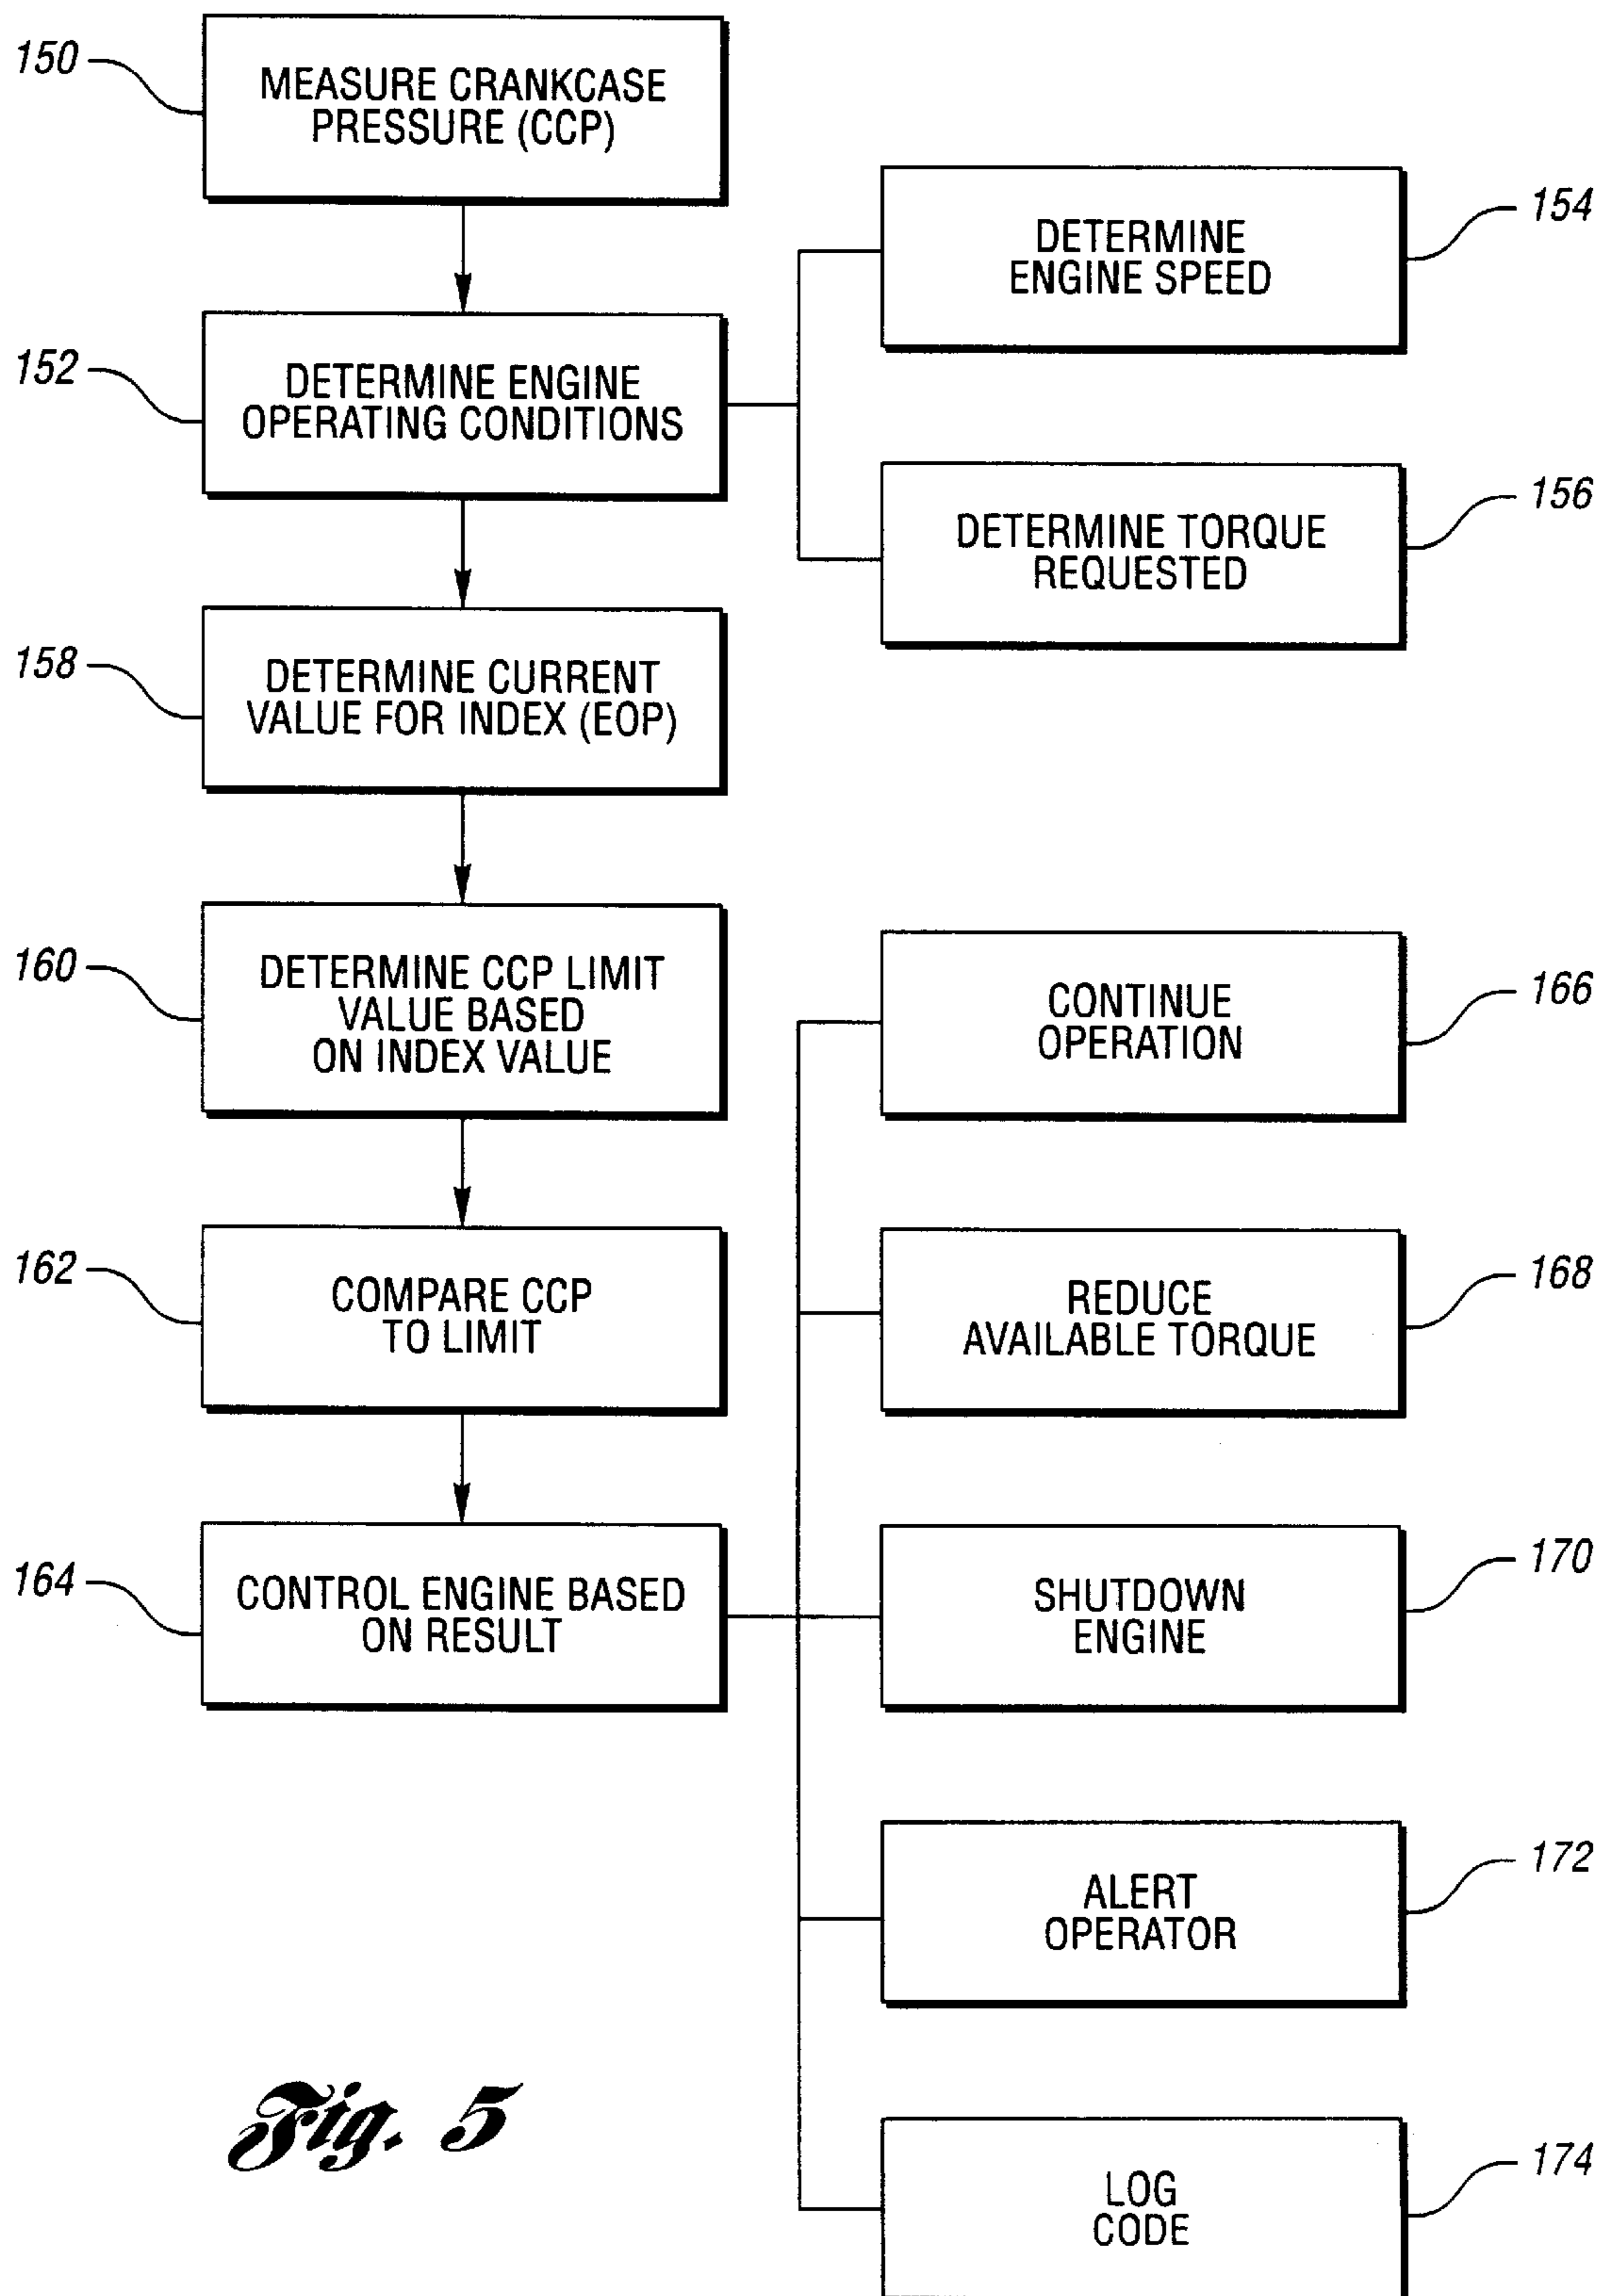 150
MEASURE CRANKCASE
PRESSURE (CCP)
154
DETERMINE
ENGINE SPEED
152
DETERMINE ENGINE
OPERATING CONDITIONS
156
DETERMINE TORQUE
REQUESTED
158
DETERMINE CURRENT
VALUE FOR INDEX (EOP)
160
DETERMINE CCP LIMIT
VALUE BASED
ON INDEX VALUE
166
CONTINUE
OPERATION
162
COMPARE CCP
TO LIMIT
168
REDUCE
AVAILABLE TORQUE
164
CONTROL ENGINE BASED
ON RESULT
170
SHUTDOWN
ENGINE
172
ALERT
OPERATOR
174
LOG
CODE
Fig. 5